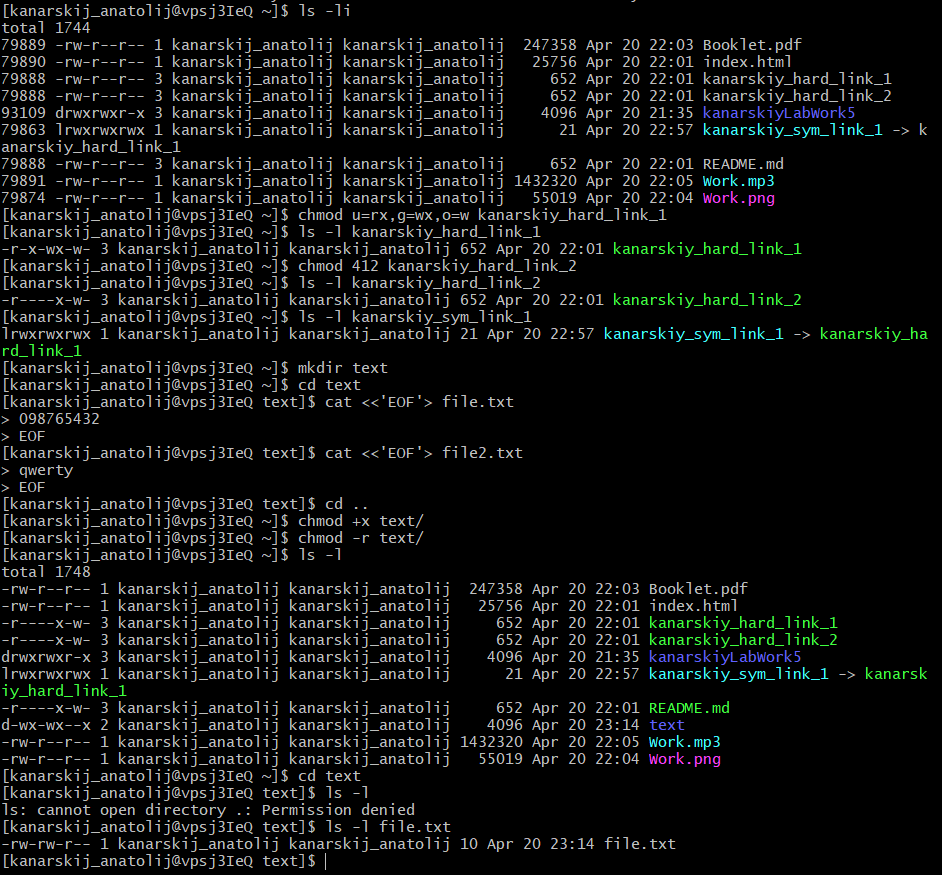 [kanarskij_anatolij@vpsj3IeQ ~]$ ls -li
total 1744
79889 -rw-r--r-- 1 kanarskij_anatolij kanarskij_anatolij  247358 Apr 20 22:03 Booklet.pdf
79890 -rw-r--r-- 1 kanarskij_anatolij kanarskij_anatolij   25756 Apr 20 22:01 index.html
79888 -rw-r--r-- 3 kanarskij_anatolij kanarskij_anatolij     652 Apr 20 22:01 kanarskiy_hard_link_1
79888 -rw-r--r-- 3 kanarskij_anatolij kanarskij_anatolij     652 Apr 20 22:01 kanarskiy_hard_link_2
93109 drwxrwxr-x 3 kanarskij_anatolij kanarskij_anatolij    4096 Apr 20 21:35 kanarskiyLabWork5
79863 lrwxrwxrwx 1 kanarskij_anatolij kanarskij_anatolij      21 Apr 20 22:57 kanarskiy_sym_link_1 -> k
anarskiy_hard_link_1
79888 -rw-r--r-- 3 kanarskij_anatolij kanarskij_anatolij     652 Apr 20 22:01 README.md
79891 -rw-r--r-- 1 kanarskij_anatolij kanarskij_anatolij 1432320 Apr 20 22:05 Work.mp3
79874 -rw-r--r-- 1 kanarskij_anatolij kanarskij_anatolij   55019 Apr 20 22:04 Work.png
[kanarskij_anatolij@vpsj3IeQ ~]$ chmod u=rx,g=wx,o=w kanarskiy_hard_link_1
[kanarskij_anatolij@vpsj3IeQ ~]$ ls -l kanarskiy_hard_link_1
-r-x-wx-w- 3 kanarskij_anatolij kanarskij_anatolij 652 Apr 20 22:01 kanarskiy_hard_link_1
[kanarskij_anatolij@vpsj3IeQ ~]$ chmod 412 kanarskiy_hard_link_2
[kanarskij_anatolij@vpsj3IeQ ~]$ ls -l kanarskiy_hard_link_2
-r----x-w- 3 kanarskij_anatolij kanarskij_anatolij 652 Apr 20 22:01 kanarskiy_hard_link_2
[kanarskij_anatolij@vpsj3IeQ ~]$ ls -l kanarskiy_sym_link_1
lrwxrwxrwx 1 kanarskij_anatolij kanarskij_anatolij 21 Apr 20 22:57 kanarskiy_sym_link_1 -> kanarskiy_ha
rd_link_1
[kanarskij_anatolij@vpsj3IeQ ~]$ mkdir text
[kanarskij_anatolij@vpsj3IeQ ~]$ cd text
[kanarskij_anatolij@vpsj3IeQ text]$ cat <<'EOF'> file.txt
> 098765432
> EOF
[kanarskij_anatolij@vpsj3IeQ text]$ cat <<'EOF'> file2.txt
> qwerty
> EOF
[kanarskij_anatolij@vpsj3IeQ text]$ cd ..
[kanarskij_anatolij@vpsj3IeQ ~]$ chmod +x text/
[kanarskij_anatolij@vpsj3IeQ ~]$ chmod -r text/
[kanarskij_anatolij@vpsj3IeQ ~]$ ls -l
total 1748
-rw-r--r-- 1 kanarskij_anatolij kanarskij_anatolij  247358 Apr 20 22:03 Booklet.pdf
-rw-r--r-- 1 kanarskij_anatolij kanarskij_anatolij   25756 Apr 20 22:01 index.html
-r----x-w- 3 kanarskij_anatolij kanarskij_anatolij     652 Apr 20 22:01 kanarskiy_hard_link_1
-r----x-w- 3 kanarskij_anatolij kanarskij_anatolij     652 Apr 20 22:01 kanarskiy_hard_link_2
drwxrwxr-x 3 kanarskij_anatolij kanarskij_anatolij    4096 Apr 20 21:35 kanarskiyLabWork5
lrwxrwxrwx 1 kanarskij_anatolij kanarskij_anatolij      21 Apr 20 22:57 kanarskiy_sym_link_1 -> kanarsk
iy_hard_link_1
-r----x-w- 3 kanarskij_anatolij kanarskij_anatolij     652 Apr 20 22:01 README.md
d-wx-wx--x 2 kanarskij_anatolij kanarskij_anatolij    4096 Apr 20 23:14 text
-rw-r--r-- 1 kanarskij_anatolij kanarskij_anatolij 1432320 Apr 20 22:05 Work.mp3
-rw-r--r-- 1 kanarskij_anatolij kanarskij_anatolij   55019 Apr 20 22:04 Work.png
[kanarskij_anatolij@vpsj3IeQ ~]$ cd text
[kanarskij_anatolij@vpsj3IeQ text]$ ls -l
ls: cannot open directory .: Permission denied
[kanarskij_anatolij@vpsj3IeQ text]$ ls -l file.txt
-rw-rw-r-- 1 kanarskij_anatolij kanarskij_anatolij 10 Apr 20 23:14 file.txt
[kanarskij_anatolij@vpsj3IeQ text]$